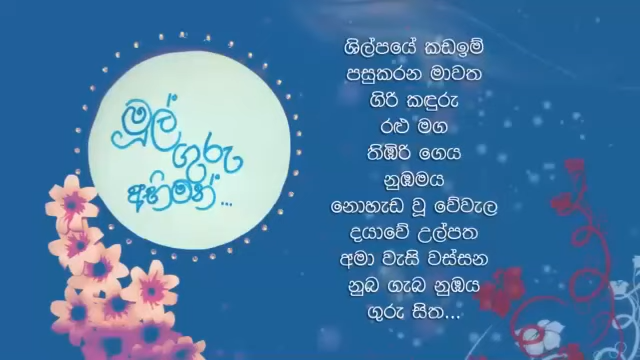 මුල්
ගුරු
අභිමන්...
ශිල්පයේ කඩඉම්
පසුකරන මාවත
ගිරි කඳුරු
රළු මග
තිඹිරි ගෙය
නුඹමය
නොහැඩ වූ වේවැල
දයාවේ උල්පත
අමා වැසි වස්සන
නුබ ගැබ නුඹය
ගුරු සිත...